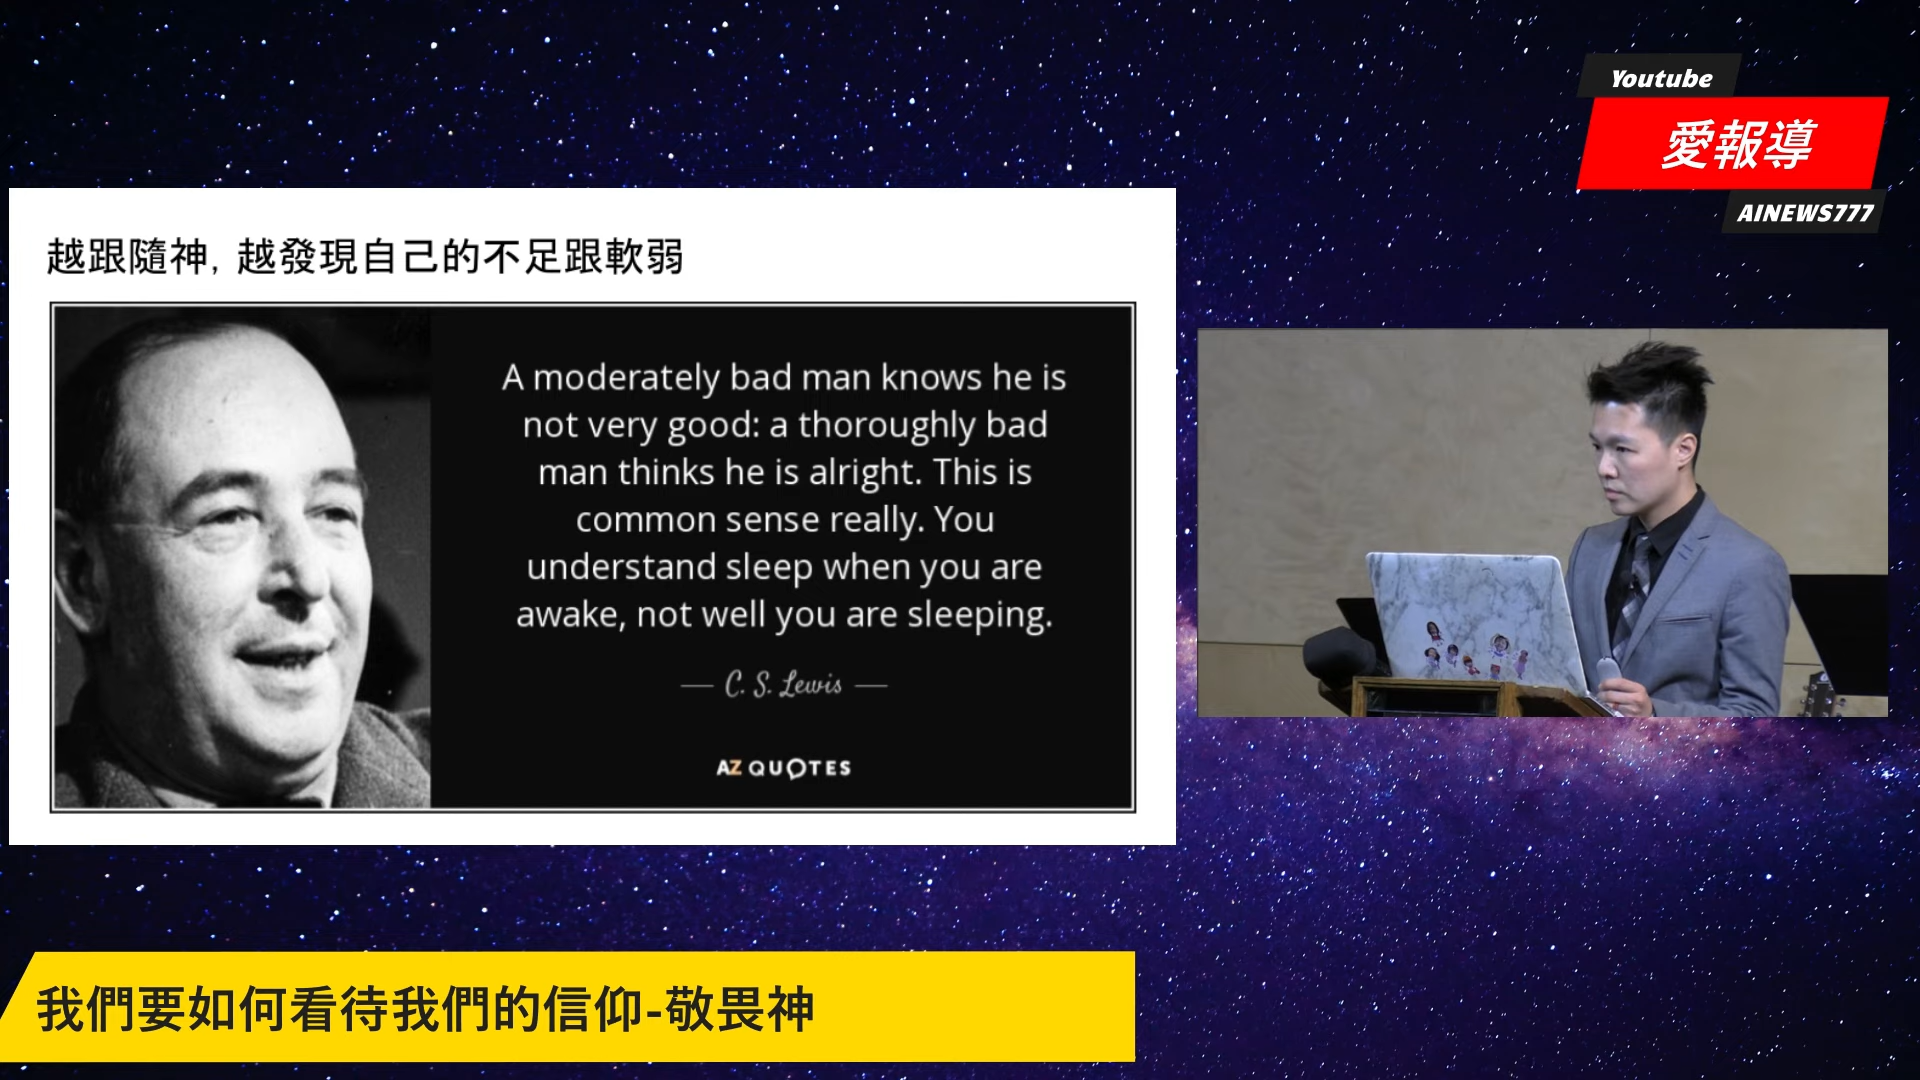 Youtube
愛報導
AINEWS777
越跟隨神, 越發現自己的不足跟軟弱
A moderately bad man knows he is
not very good: a thoroughly bad
man thinks he is alright. This is
common sense really. You
understand sleep when you are
awake, not well you are sleeping.
C. S. Lewis
AZ QUOTES
我們要如何看待我們的信仰-敬畏神